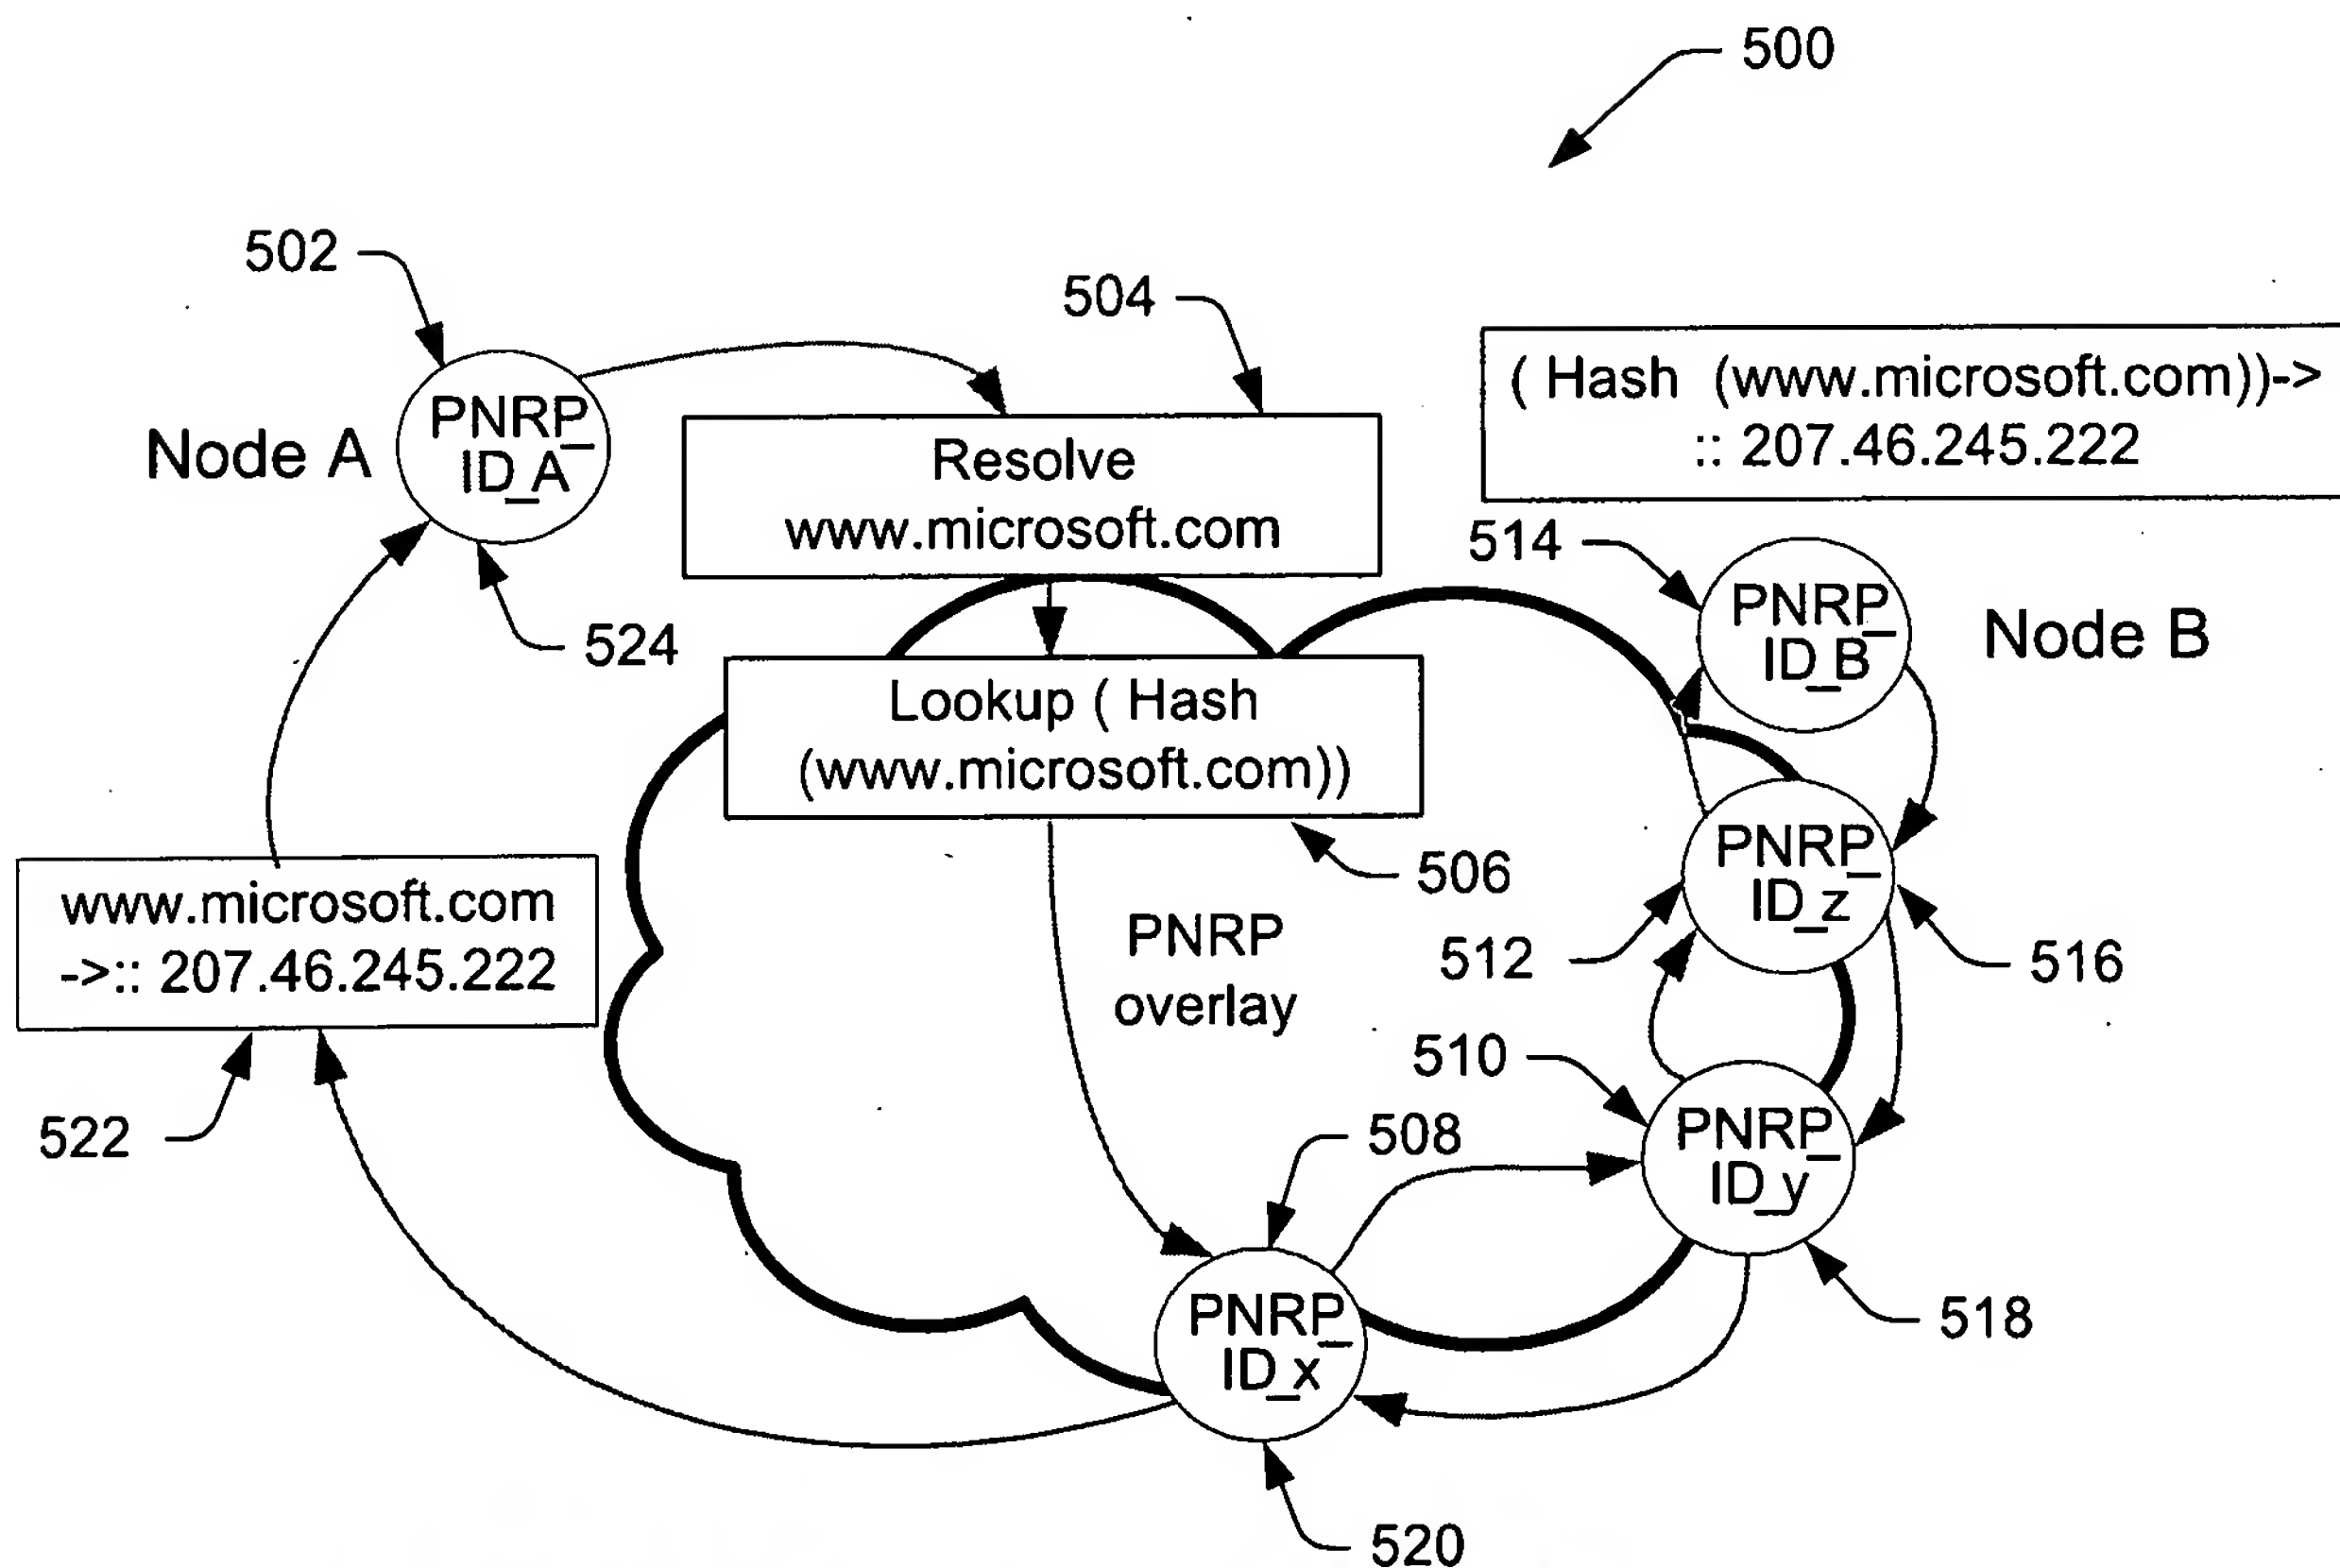 500
502
504
( Hash (www.microsoft.com))->
:: 207.46.245.222
Node A
PNRP_
ID_A
Resolve
www.microsoft.com
514
PNRP_
ID_B
Node B
524
Lookup ( Hash
(www.microsoft.com))
506
PNRP_
ID_z
www.microsoft.com
->:: 207.46.245.222
PNRP
overlay
512
516
510
522
508
PNRP_
ID_y
PNRP_
ID_x
518
520